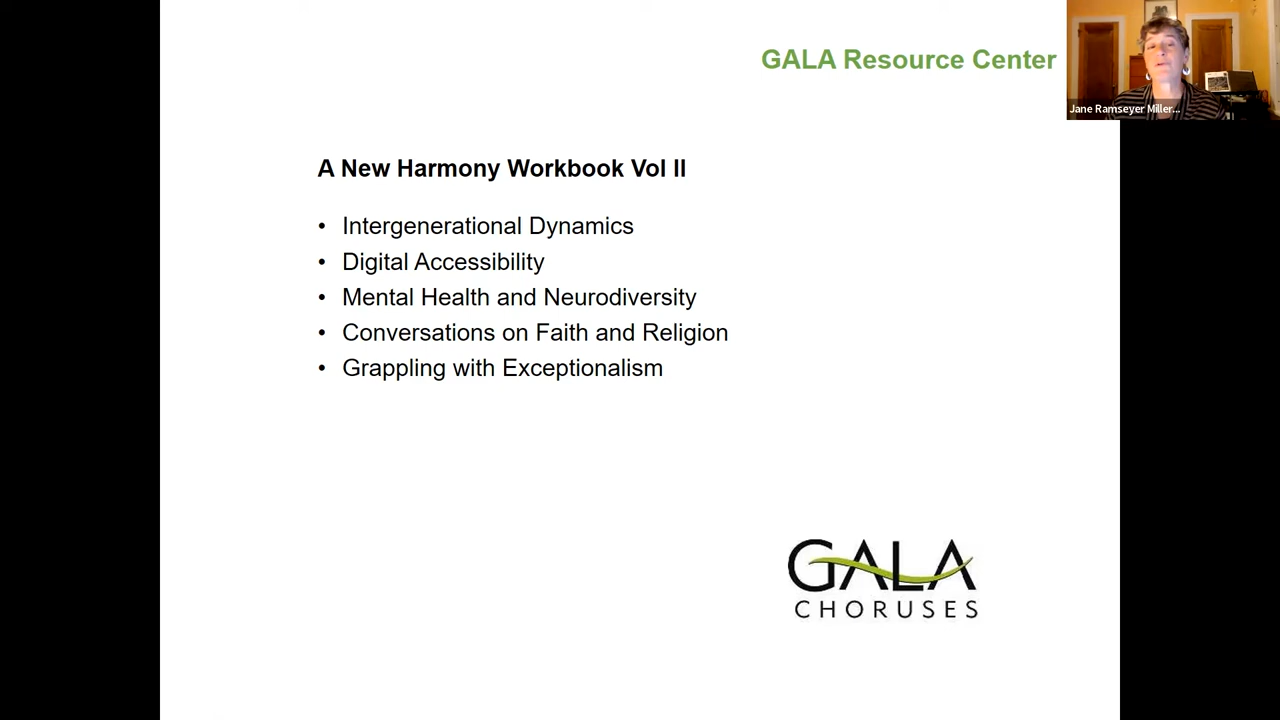 GALA Resource Center
Jane Ramseyer Miller...
A New Harmony Workbook Vol II
• Intergenerational Dynamics
• Digital Accessibility
• Mental Health and Neurodiversity
• Conversations on Faith and Religion
• Grappling with Exceptionalism
GALA
CHORUSES